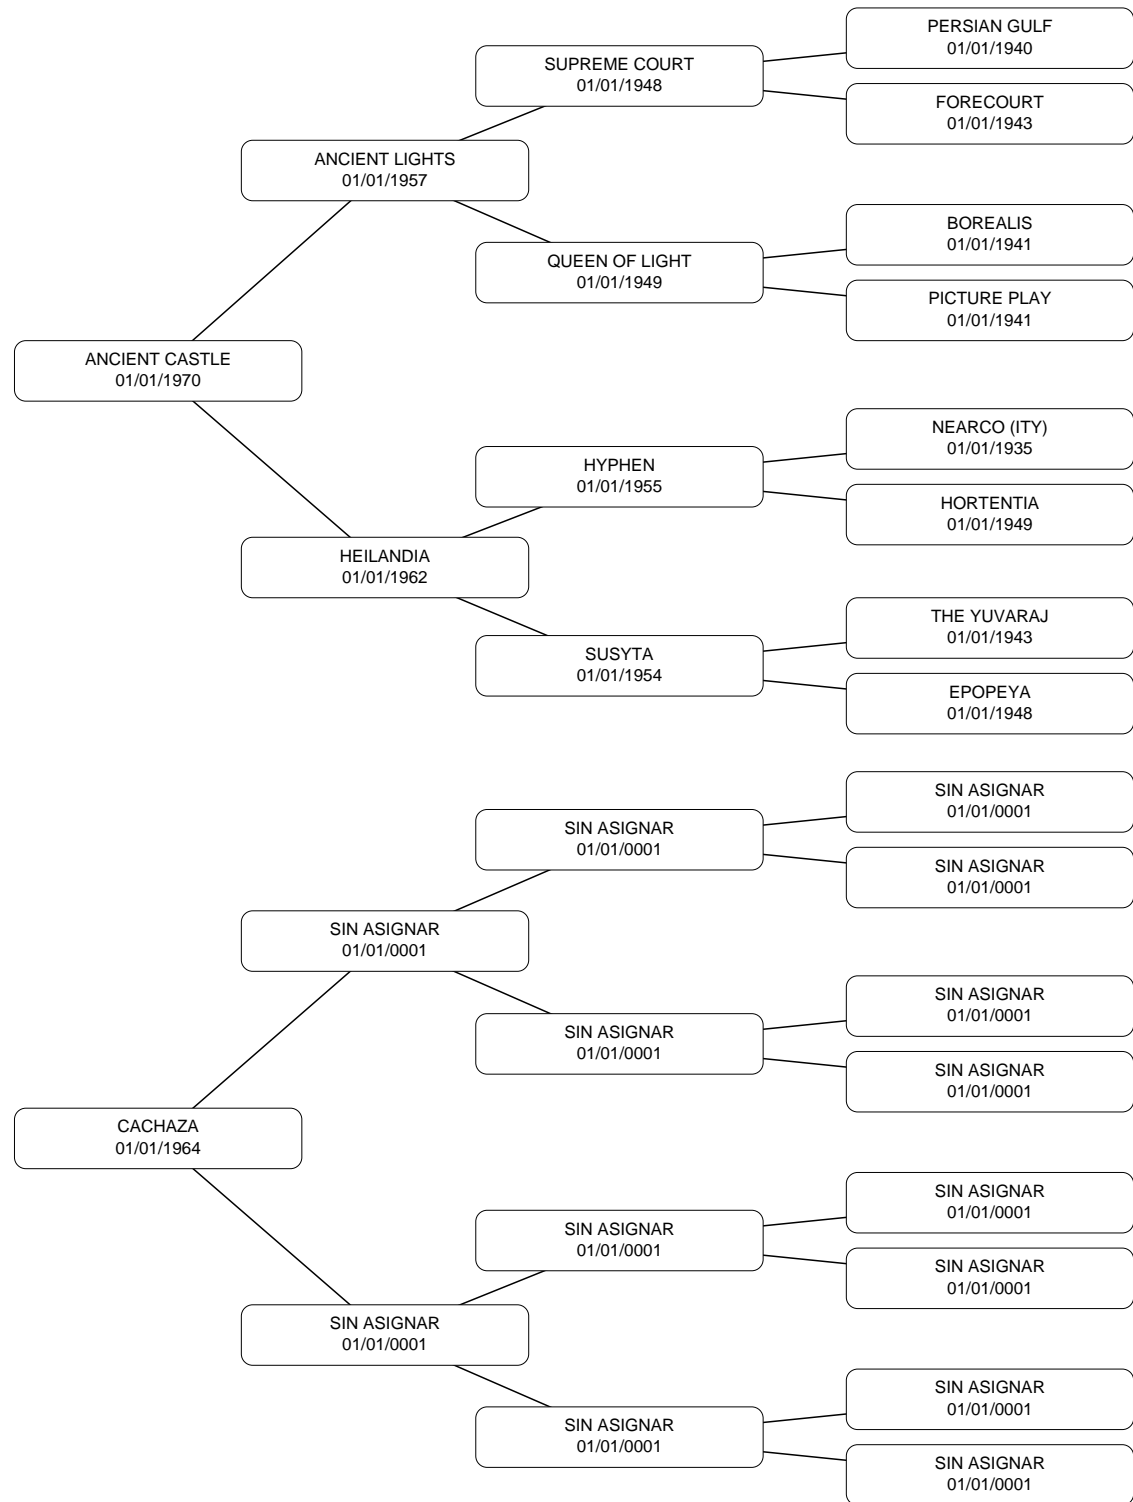 PERSIAN GULF
01/01/1940
SUPREME COURT
01/01/1948
FORECOURT
01/01/1943
ANCIENT LIGHTS
01/01/1957
BOREALIS
01/01/1941
QUEEN OF LIGHT
01/01/1949
PICTURE PLAY
01/01/1941
ANCIENT CASTLE
01/01/1970
NEARCO (ITY)
01/01/1935
HYPHEN
01/01/1955
HORTENTIA
01/01/1949
HEILANDIA
01/01/1962
THE YUVARAJ
01/01/1943
SUSYTA
01/01/1954
EPOPEYA
01/01/1948
SIN ASIGNAR
01/01/0001
SIN ASIGNAR
01/01/0001
SIN ASIGNAR
01/01/0001
SIN ASIGNAR
01/01/0001
SIN ASIGNAR
01/01/0001
SIN ASIGNAR
01/01/0001
SIN ASIGNAR
01/01/0001
CACHAZA
01/01/1964
SIN ASIGNAR
01/01/0001
SIN ASIGNAR
01/01/0001
SIN ASIGNAR
01/01/0001
SIN ASIGNAR
01/01/0001
SIN ASIGNAR
01/01/0001
SIN ASIGNAR
01/01/0001
SIN ASIGNAR
01/01/0001